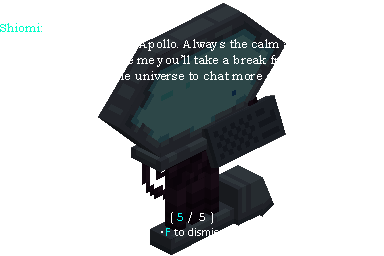 Shiomi:
Apollo. Always the calm
me you'll take a break f
universe to chat more
( 5 / 5 )
·F to dismis